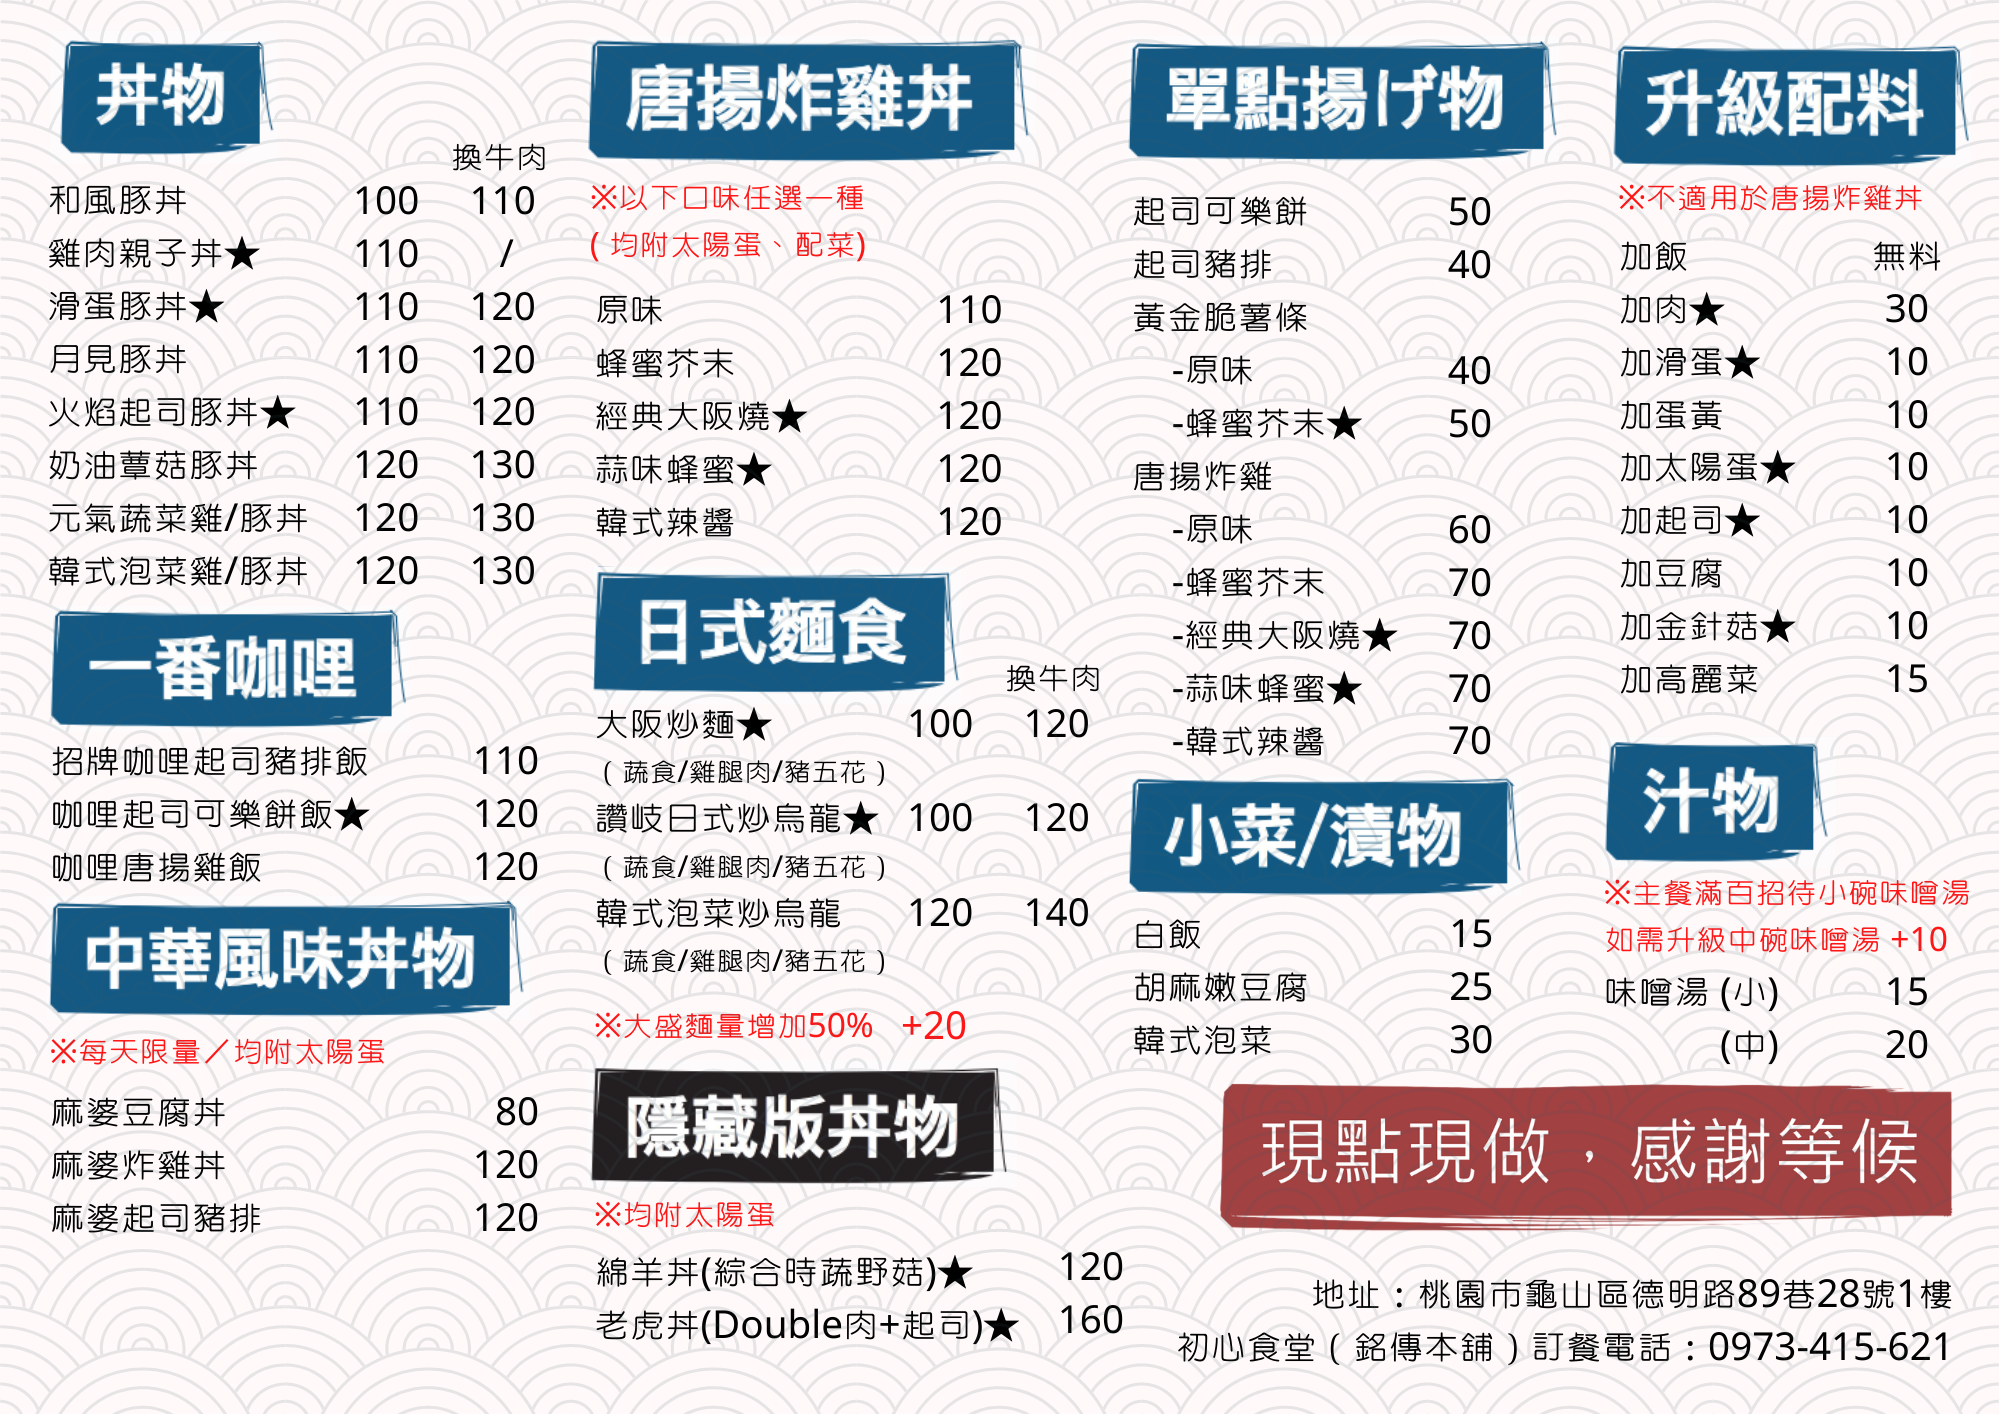 丼物
換牛肉
和風豚丼 100 110
雞肉親子丼★ 110 /
滑蛋豚丼★ 110 120
月見豚丼 110 120
火焰起司豚丼★ 110 120
奶油蕈菇豚丼 120 130
元氣蔬菜雞/豚丼 120 130
韓式泡菜雞/豚丼 120 130
一番咖哩
招牌咖哩起司豬排飯 110
咖哩起司可樂餅飯★ 120
咖哩唐揚雞飯 120
中華風味丼物
※每天限量／均附太陽蛋
麻婆豆腐丼 80
麻婆炸雞丼 120
麻婆起司豬排 120
唐揚炸雞丼
※以下口味任選一種
( 均附太陽蛋、配菜)
原味 110
蜂蜜芥末 120
經典大阪燒★ 120
蒜味蜂蜜★ 120
韓式辣醬 120
日式麵食
換牛肉
大阪炒麵★ 100 120
( 蔬食/雞腿肉/豬五花 )
讚岐日式炒烏龍★ 100 120
( 蔬食/雞腿肉/豬五花 )
韓式泡菜炒烏龍 120 140
( 蔬食/雞腿肉/豬五花 )
※大盛麵量增加50% +20
隱藏版丼物
※均附太陽蛋
綿羊丼(綜合時蔬野菇)★ 120
老虎丼(Double肉+起司)★ 160
單點揚げ物
起司可樂餅 50
起司豬排 40
黃金脆薯條
-原味 40
-蜂蜜芥末★ 50
唐揚炸雞
-原味 60
-蜂蜜芥末 70
-經典大阪燒★ 70
-蒜味蜂蜜★ 70
-韓式辣醬 70
小菜/漬物
白飯 15
胡麻嫩豆腐 25
韓式泡菜 30
升級配料
※不適用於唐揚炸雞丼
加飯 無料
加肉★ 30
加滑蛋★ 10
加蛋黃 10
加太陽蛋★ 10
加起司★ 10
加豆腐 10
加金針菇★ 10
加高麗菜 15
汁物
※主餐滿百招待小碗味噌湯
如需升級中碗味噌湯 +10
味噌湯 (小) 15
(中) 20
現點現做，感謝等候
地址：桃園市龜山區德明路89巷28號1樓
初心食堂 ( 銘傳本舖 ) 訂餐電話：0973-415-621